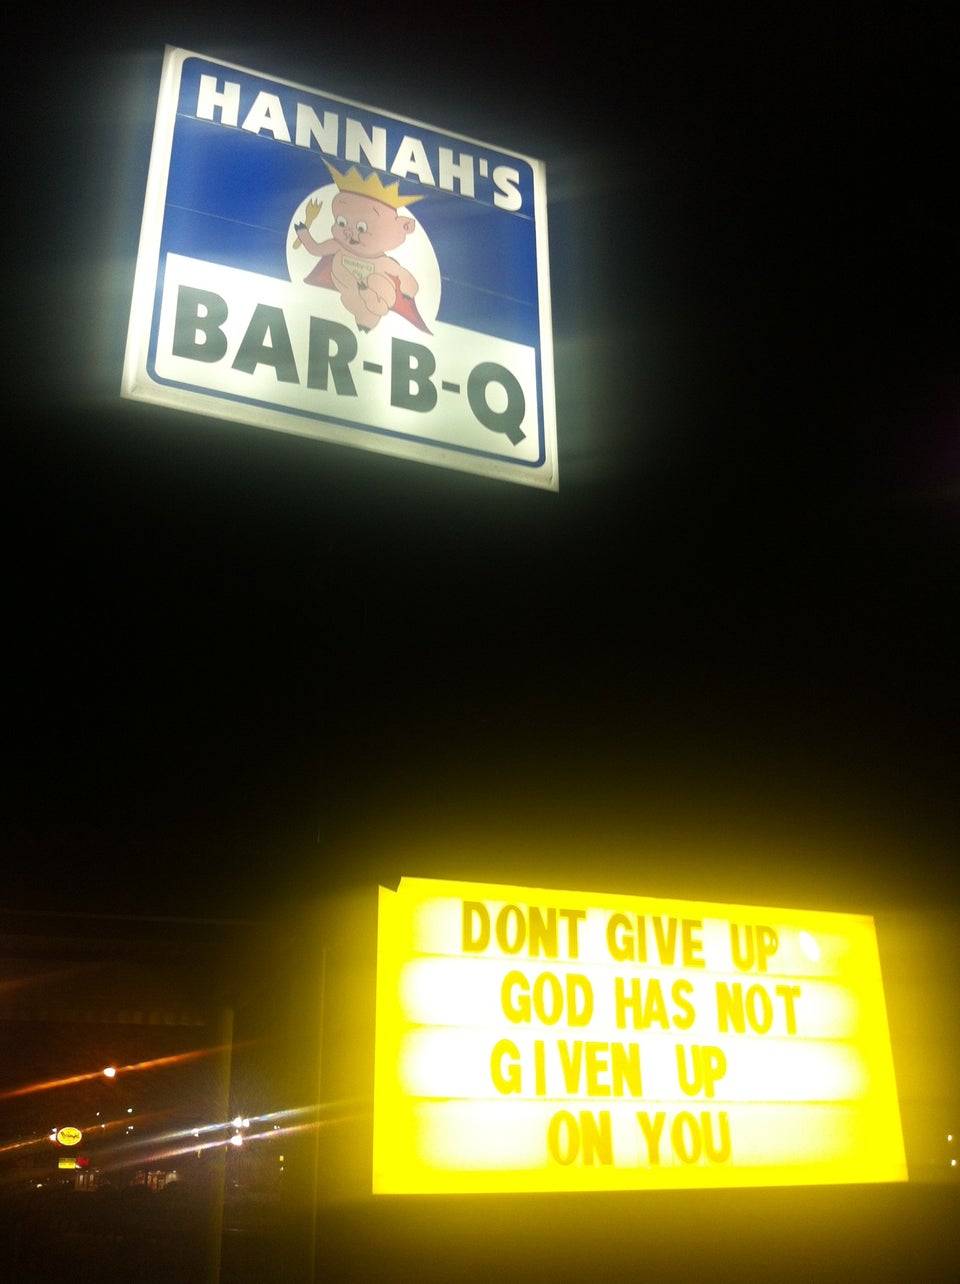 HANNAH'S
BAR-B-Q
DONT GIVE UP
GOD HAS NOT
GIVEN UP
ON YOU